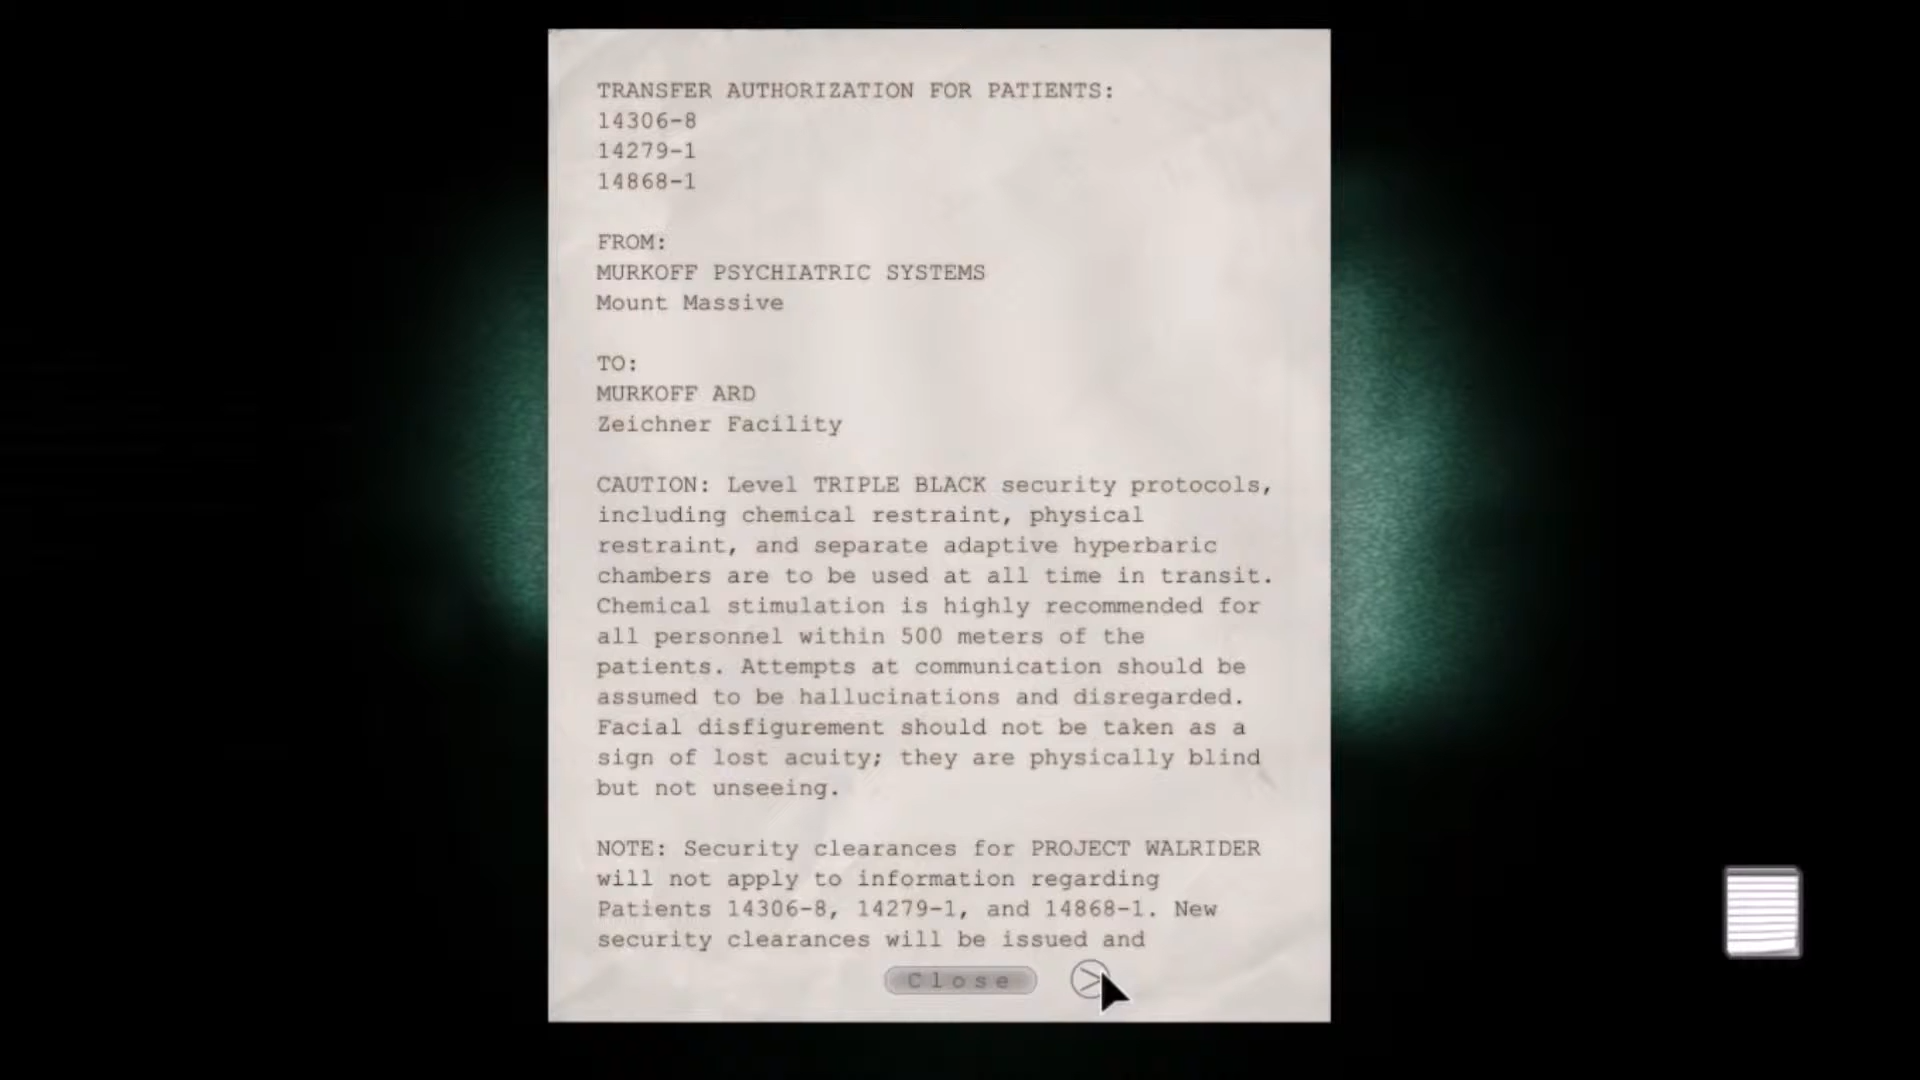 TRANSFER AUTHORIZATION FOR PATIENTS:
14306-8
14279-1
14868-1
FROM:
MURKOFF PSYCHIATRIC SYSTEMS
Mount Massive
TO:
MURKOFF ARD
Zeichner Facility
CAUTION: Level TRIPLE BLACK security protocols,
including chemical restraint, physical
restraint, and separate adaptive hyperbaric
chambers are to be used at all time in transit.
Chemical stimulation is highly recommended for
all personnel within 500 meters of the
patients. Attempts at communication should be
assumed to be hallucinations and disregarded.
Facial disfigurement should not be taken as a
sign of lost acuity; they are physically blind
but not unseeing.
NOTE: Security clearances for PROJECT WALRIDER
will not apply to information regarding
Patients 14306-8, 14279-1, and 14868-1. New
security clearances will be issued and
Close >